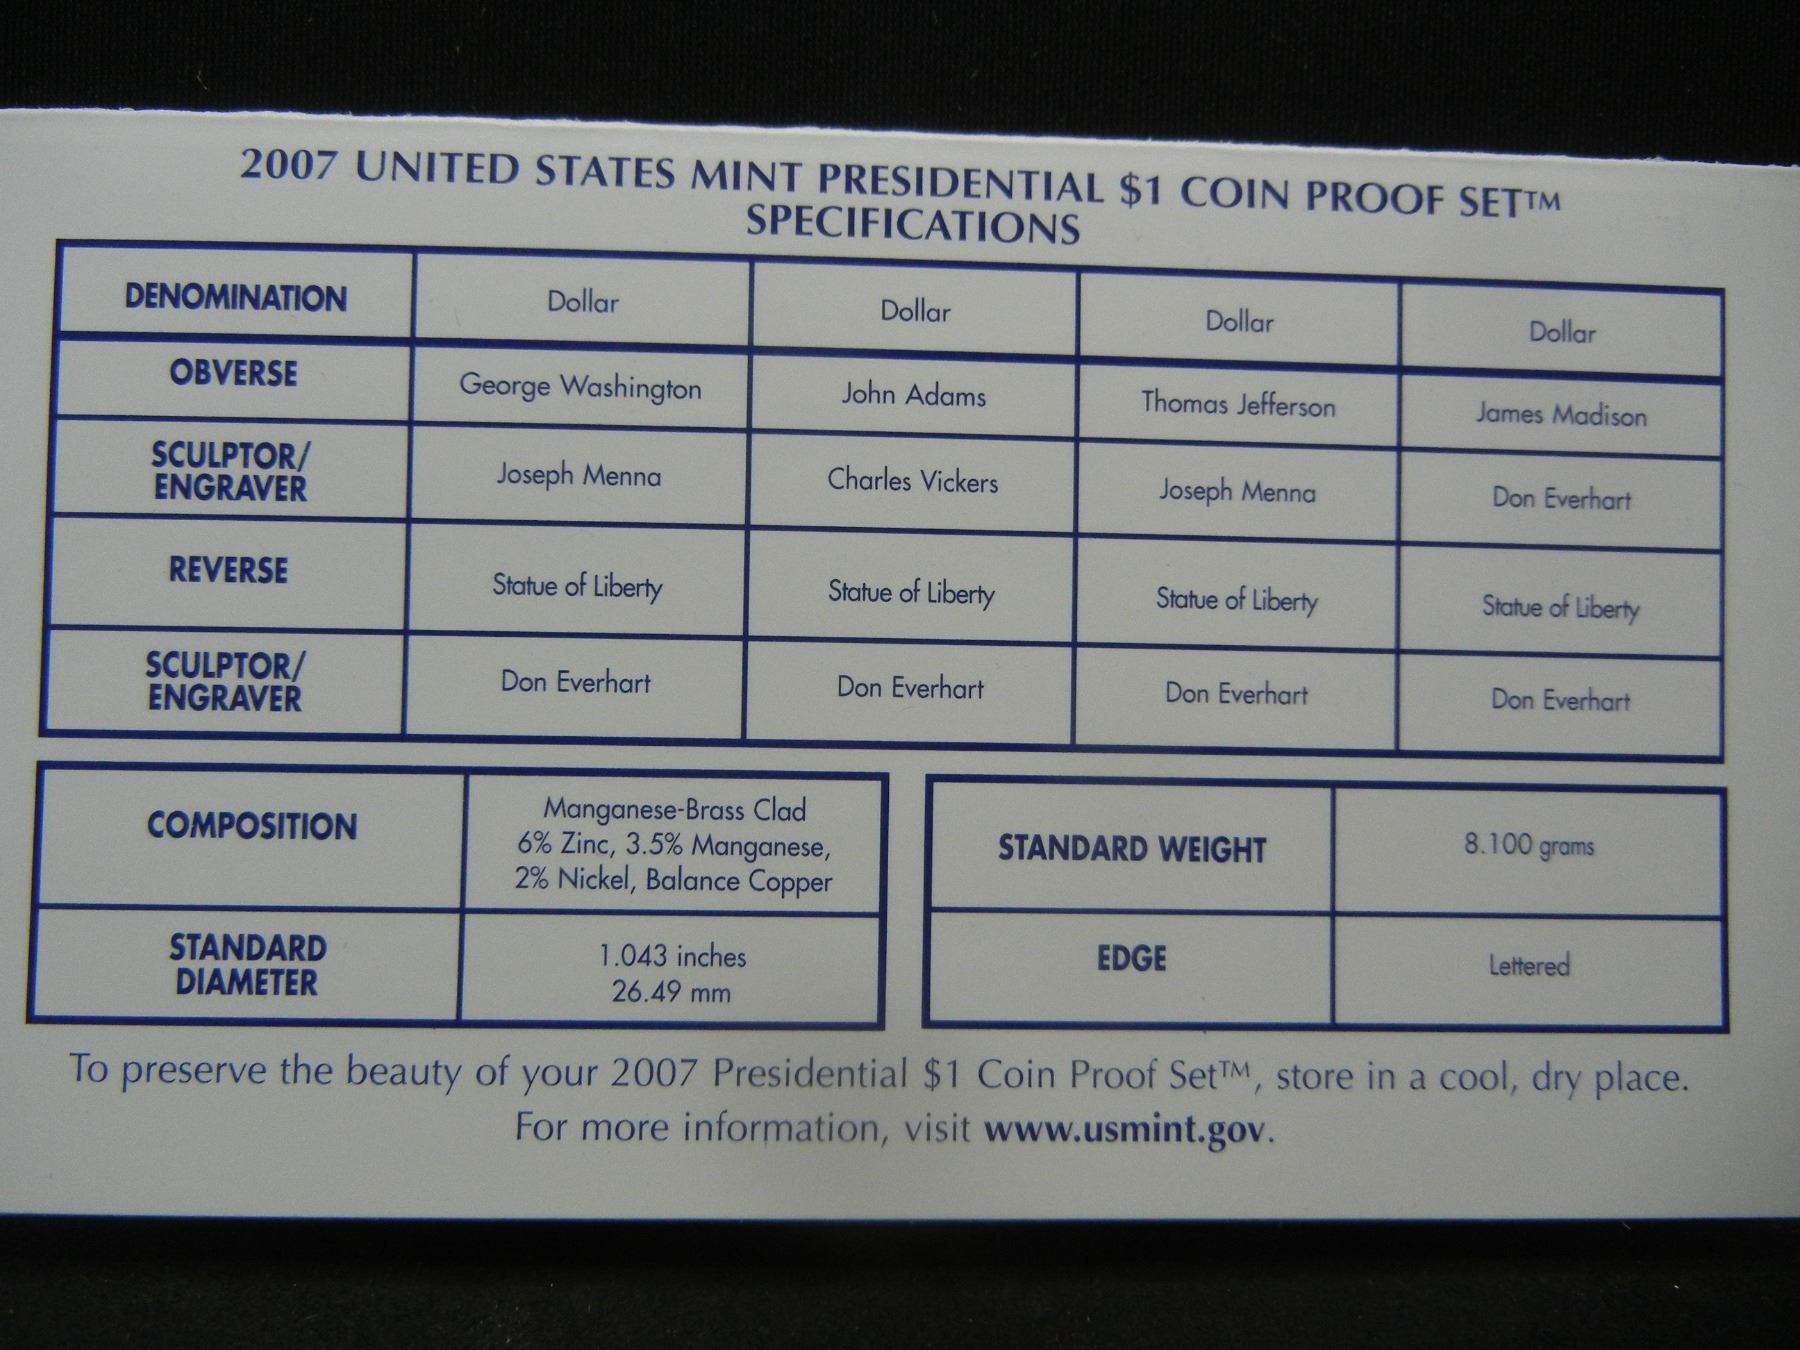 2007 UNITED STATES MINT PRESIDENTIAL $1 COIN PROOF SET™
SPECIFICATIONS
DENOMINATION Dollar Dollar Dollar Dollar
OBVERSE George Washington John Adams Thomas Jefferson James Madison
SCULPTOR/
ENGRAVER Joseph Menna Charles Vickers Joseph Menna Don Everhart
REVERSE Statue of Liberty Statue of Liberty Statue of Liberty Statue of Liberty
SCULPTOR/
ENGRAVER Don Everhart Don Everhart Don Everhart Don Everhart
COMPOSITION Manganese-Brass Clad
6% Zinc, 3.5% Manganese,
2% Nickel, Balance Copper
STANDARD WEIGHT 8.100 grams
STANDARD
DIAMETER 1.043 inches
26.49 mm
EDGE Lettered
To preserve the beauty of your 2007 Presidential $1 Coin Proof Set™, store in a cool, dry place.
For more information, visit www.usmint.gov.